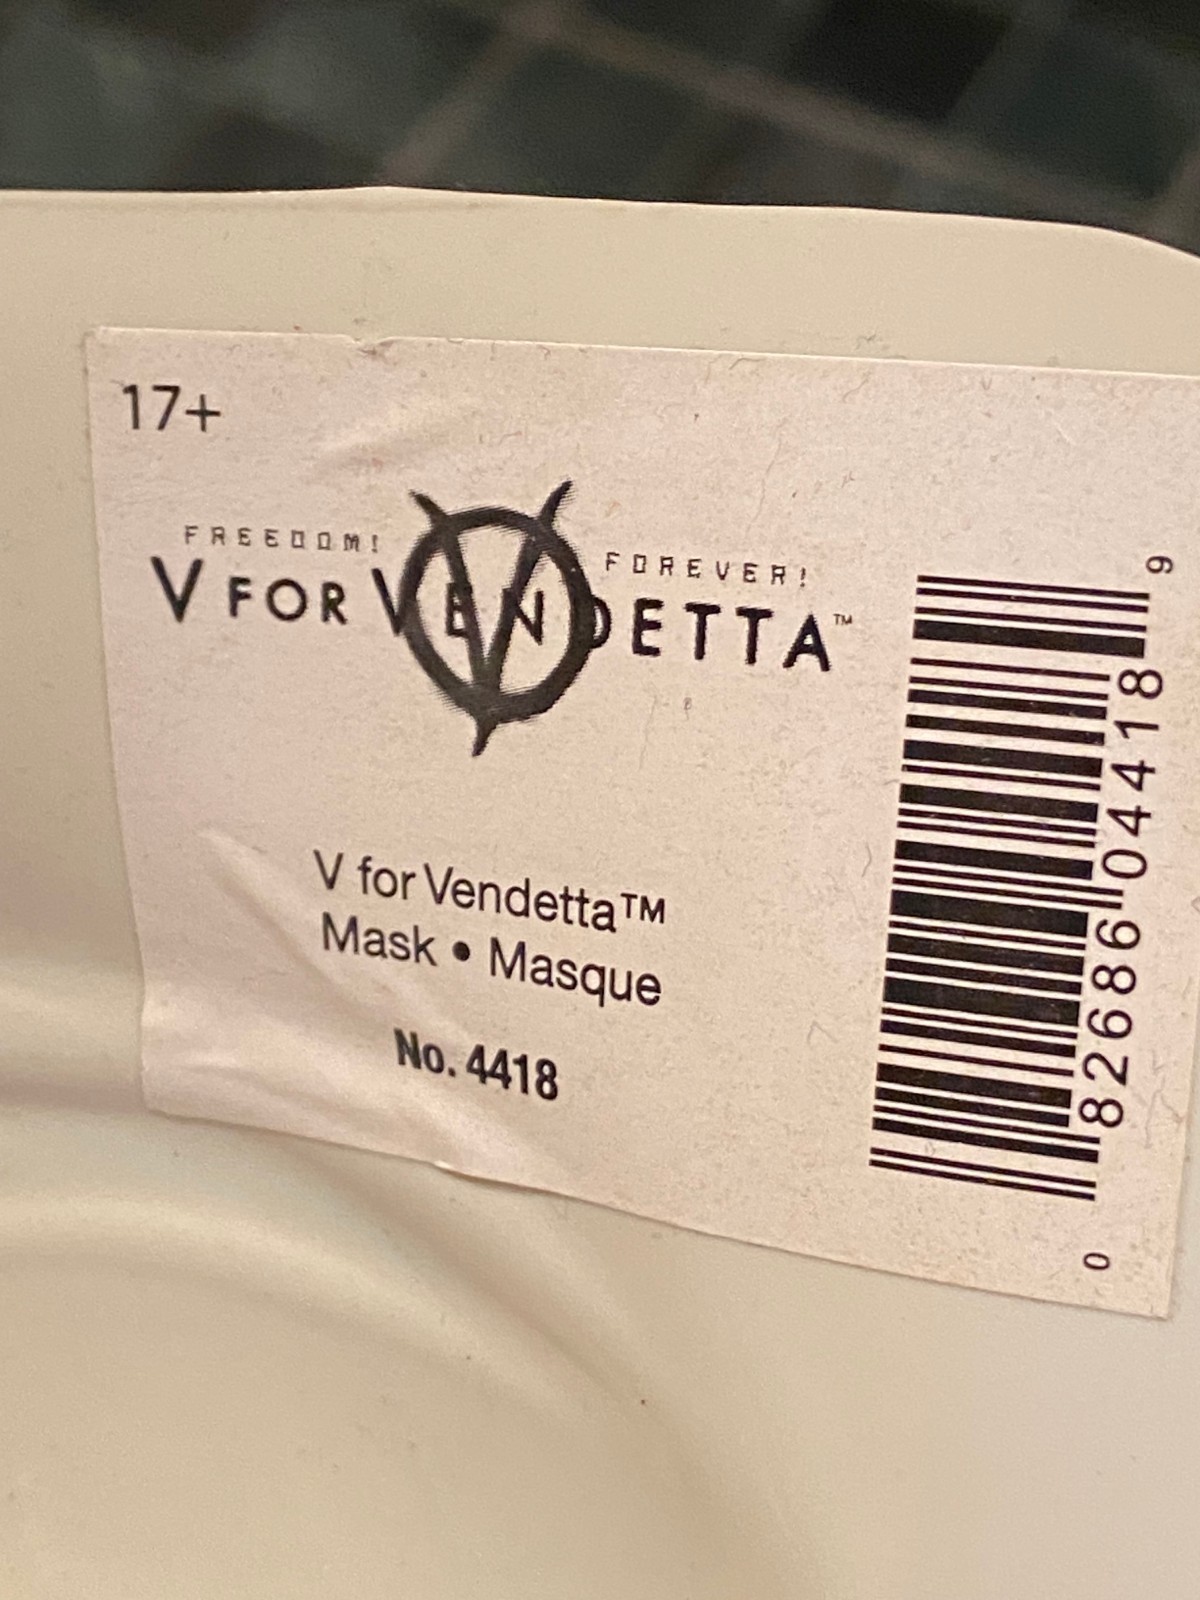 17+
FREEDOM! FOREVER!
V FOR VENDETTA™
V for Vendetta™
Mask • Masque
No. 4418
0 82686 04418 9